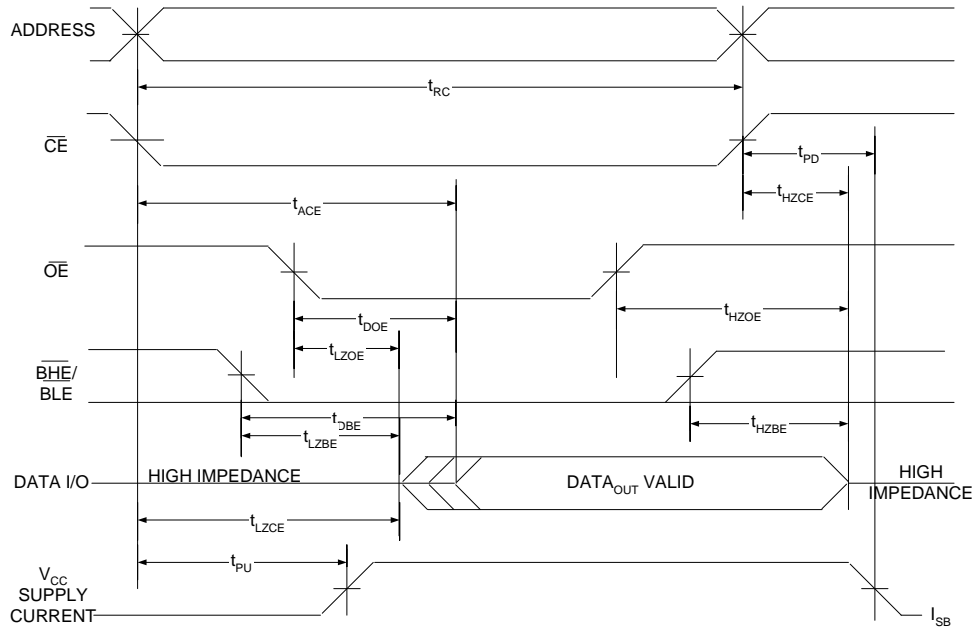 ADDRESS
tRC
CE
tPD
tHZCE
tACE
OE
tDOE
tHZOE
tLZOE
BHE/
BLE
tDBE
tLZBE
tHZBE
HIGH IMPEDANCE
DATA I/O
DATAOUT VALID
HIGH
IMPEDANCE
tLZCE
tPU
VCC
SUPPLY
CURRENT
ISB